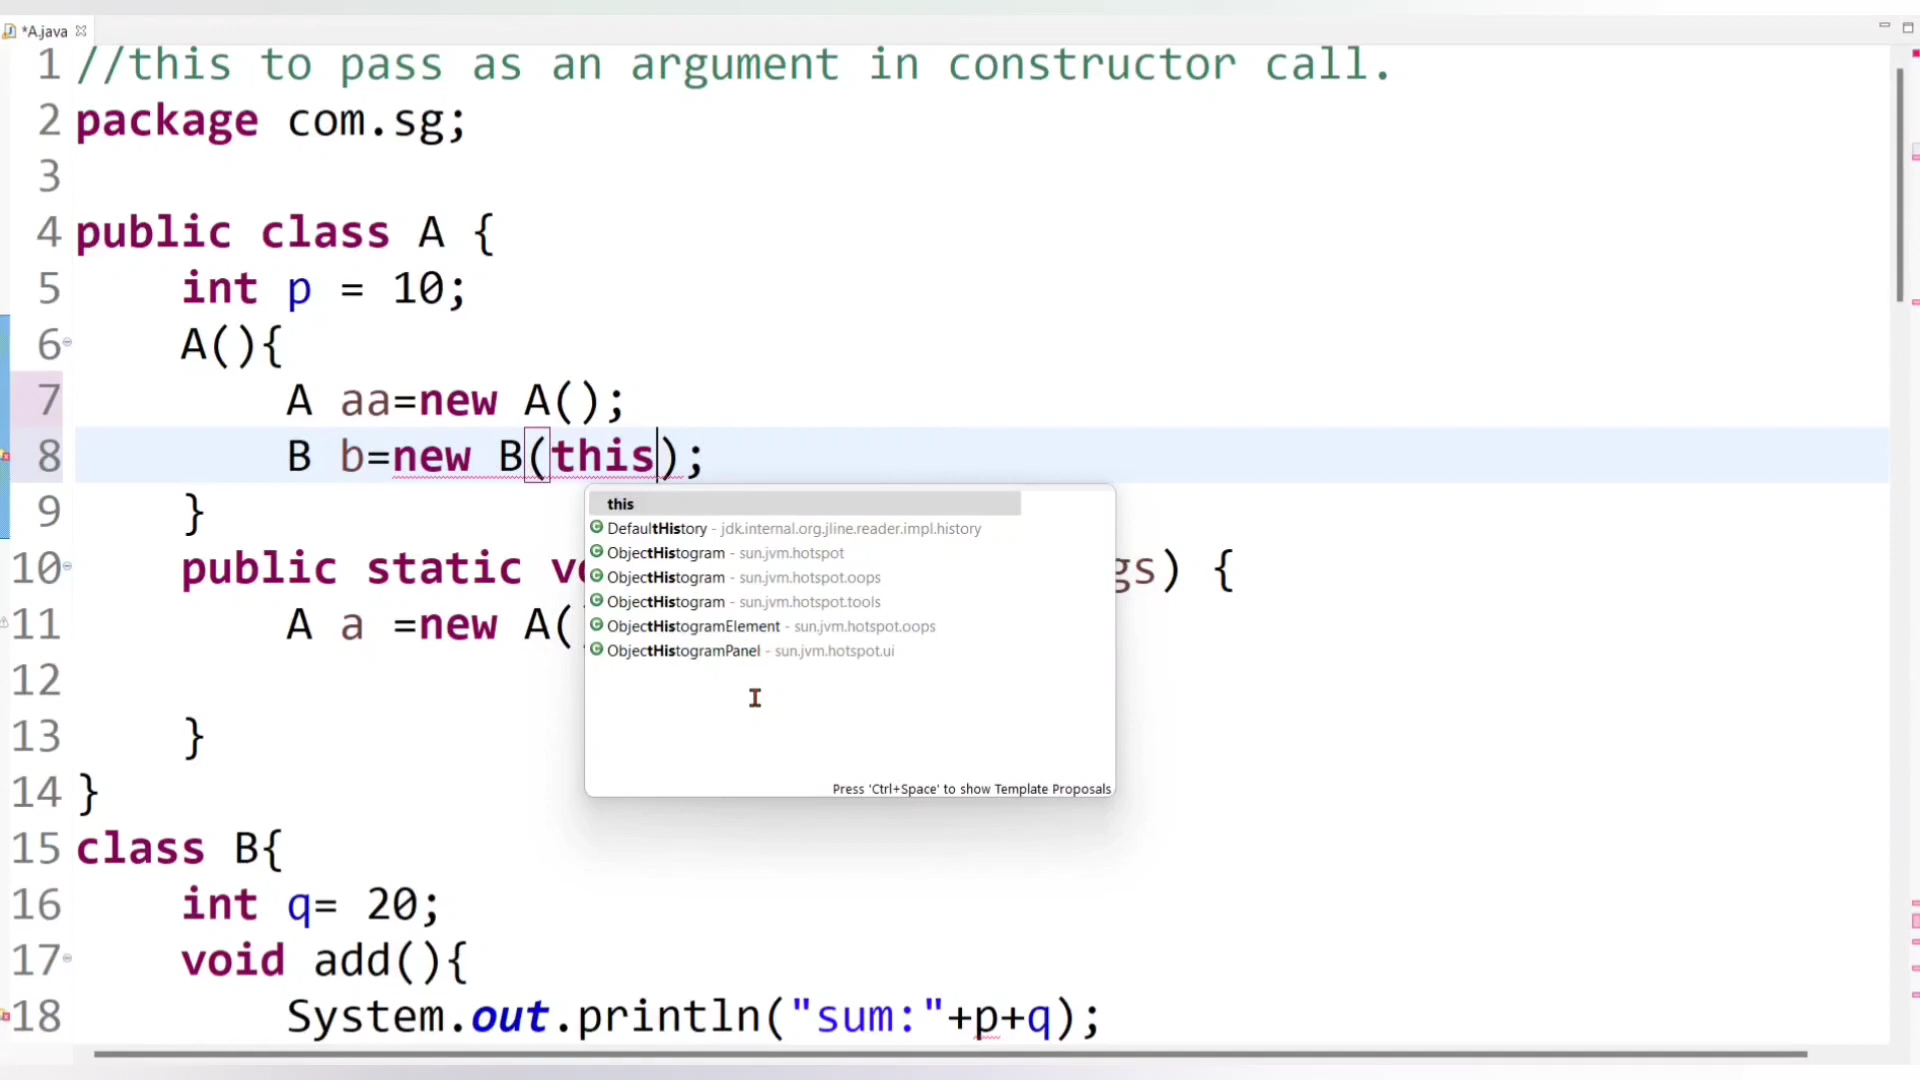 *A.java
1 //this to pass as an argument in constructor call.
2 package com.sg;
3
4 public class A {
5 int p = 10;
6 A(){
7 A aa=new A();
8 B b=new B(this);
9 }
this
DefaultHistory - jdk.internal.org.jline.reader.impl.history
ObjectHistogram - sun.jvm.hotspot
10 public static gs) {
ObjectHistogram - sun.jvm.hotspot.oops
ObjectHistogram - sun.jvm.hotspot.tools
11 A a =new A(
ObjectHistogramElement - sun.jvm.hotspot.oops
ObjectHistogramPanel - sun.jvm.hotspot.ui
12
13 }
Press 'Ctrl+Space' to show Template Proposals
14 }
15 class B{
16 int q= 20;
17 void add(){
18 System.out.println("sum:"+p+q);